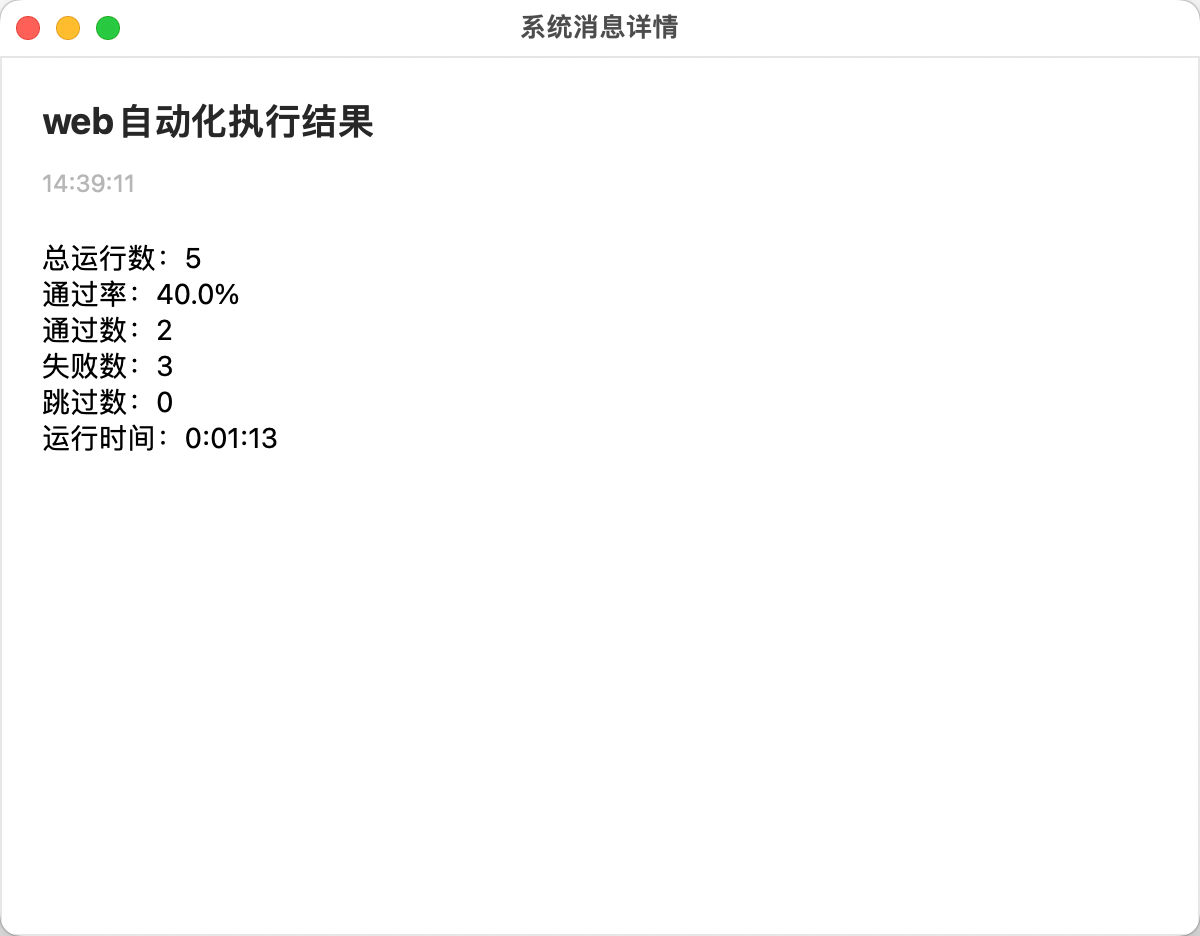 系统消息详情
web自动化执行结果
14:39:11
总运行数：5
通过率：40.0%
通过数：2
失败数：3
跳过数：0
运行时间：0:01:13